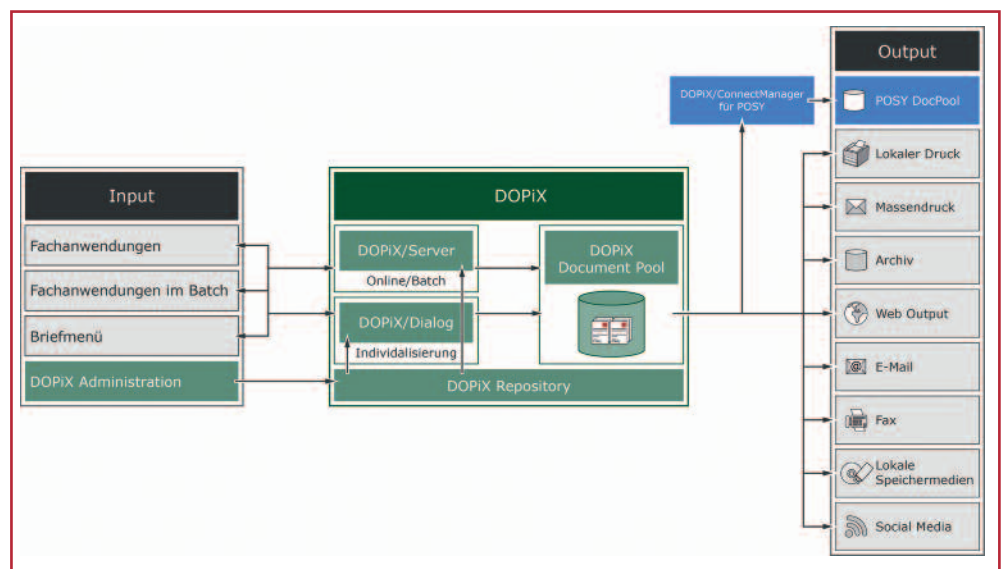 Input
Fachanwendungen
Fachanwendungen im Batch
Briefmenü
DOPiX Administration
DOPiX
DOPiX/Server
Online/Batch
DOPiX/Dialog
Individalisierung
DOPiX
Document Pool
DOPiX Repository
DOPiX/ConnectManager
für POSY
Output
POSY DocPool
Lokaler Druck
Massendruck
Archiv
Web Output
@
E-Mail
Fax
Lokale
Speichermedien
Social Media